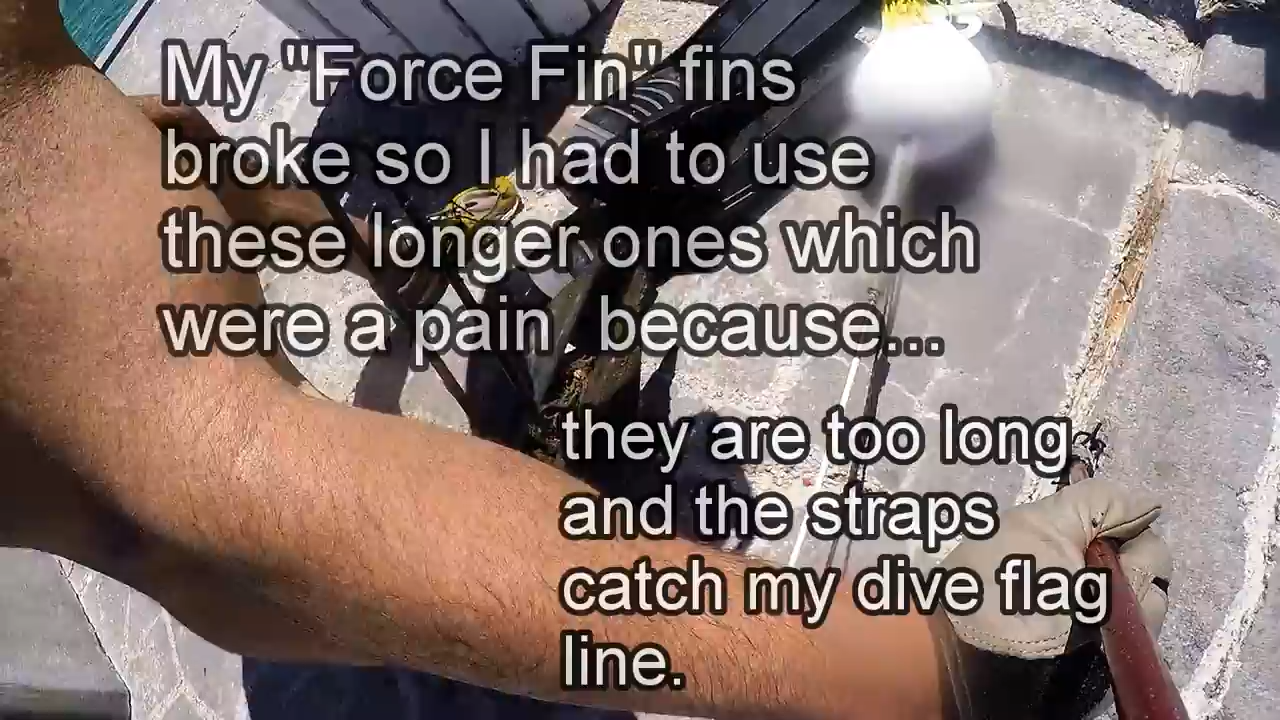 My "Force Fin" fins
broke so I had to use
these longer ones which
were a pain. because...
they are too long
and the straps
catch my dive flag
line.